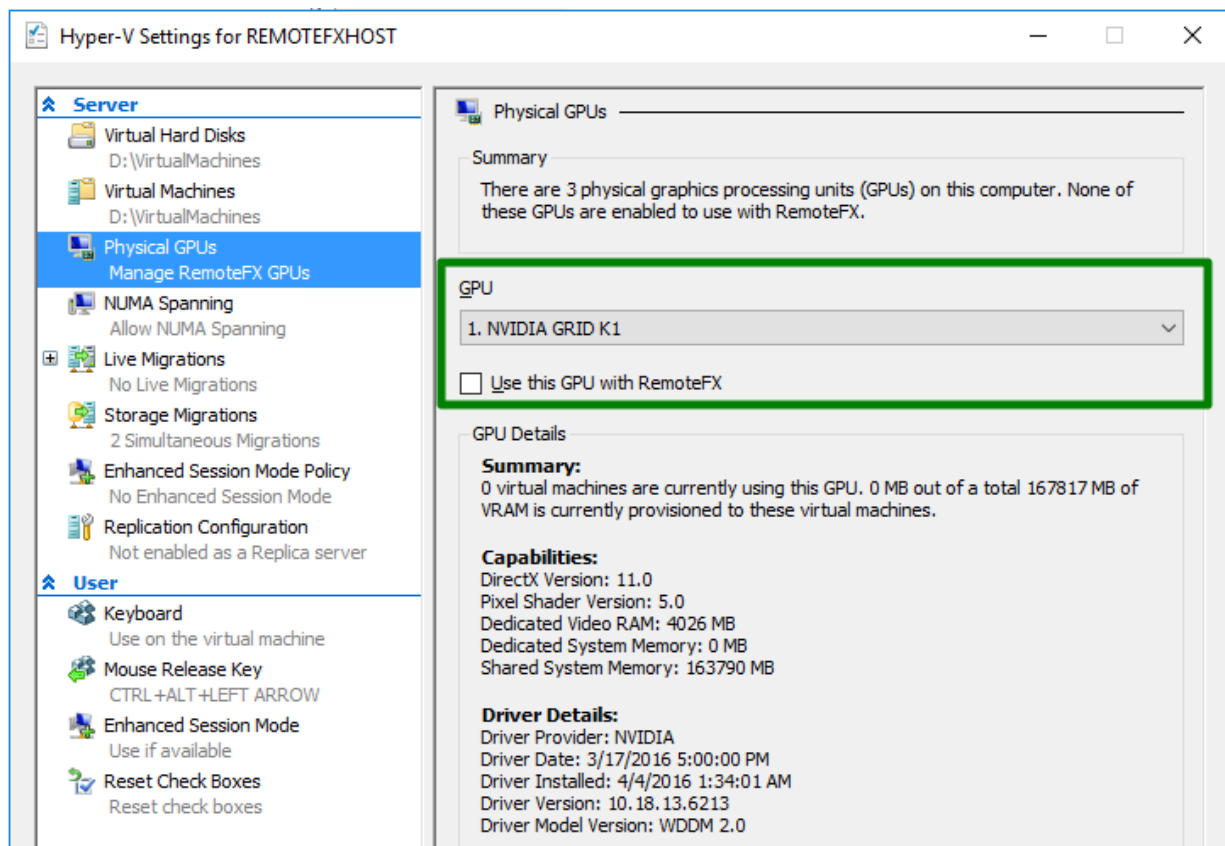 Hyper-V Settings for REMOTEFXHOST
Server
Virtual Hard Disks
D:\VirtualMachines
Virtual Machines
D:\VirtualMachines
Physical GPUs
Manage RemoteFX GPUs
NUMA Spanning
Allow NUMA Spanning
Live Migrations
No Live Migrations
Storage Migrations
2 Simultaneous Migrations
Enhanced Session Mode Policy
No Enhanced Session Mode
Replication Configuration
Not enabled as a Replica server
User
Keyboard
Use on the virtual machine
Mouse Release Key
CTRL+ALT+LEFT ARROW
Enhanced Session Mode
Use if available
Reset Check Boxes
Reset check boxes
Physical GPUs
Summary
There are 3 physical graphics processing units (GPUs) on this computer. None of
these GPUs are enabled to use with RemoteFX.
GPU
1. NVIDIA GRID K1
Use this GPU with RemoteFX
GPU Details
Summary:
0 virtual machines are currently using this GPU. 0 MB out of a total 167817 MB of
VRAM is currently provisioned to these virtual machines.
Capabilities:
DirectX Version: 11.0
Pixel Shader Version: 5.0
Dedicated Video RAM: 4026 MB
Dedicated System Memory: 0 MB
Shared System Memory: 163790 MB
Driver Details:
Driver Provider: NVIDIA
Driver Date: 3/17/2016 5:00:00 PM
Driver Installed: 4/4/2016 1:34:01 AM
Driver Version: 10.18.13.6213
Driver Model Version: WDDM 2.0